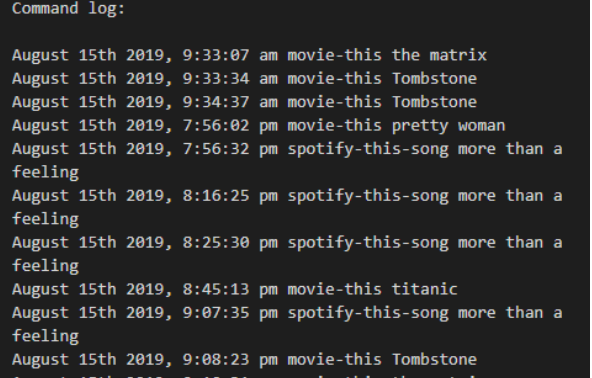 Command log:
August 15th 2019, 9:33:07 am movie-this the matrix
August 15th 2019, 9:33:34 am movie-this Tombstone
August 15th 2019, 9:34:37 am movie-this Tombstone
August 15th 2019, 7:56:02 pm movie-this pretty woman
August 15th 2019, 7:56:32 pm spotify-this-song more than a
feeling
August 15th 2019, 8:16:25 pm spotify-this-song more than a
feeling
August 15th 2019, 8:25:30 pm spotify-this-song more than a
feeling
August 15th 2019, 8:45:13 pm movie-this titanic
August 15th 2019, 9:07:35 pm spotify-this-song more than a
feeling
August 15th 2019, 9:08:23 pm movie-this Tombstone